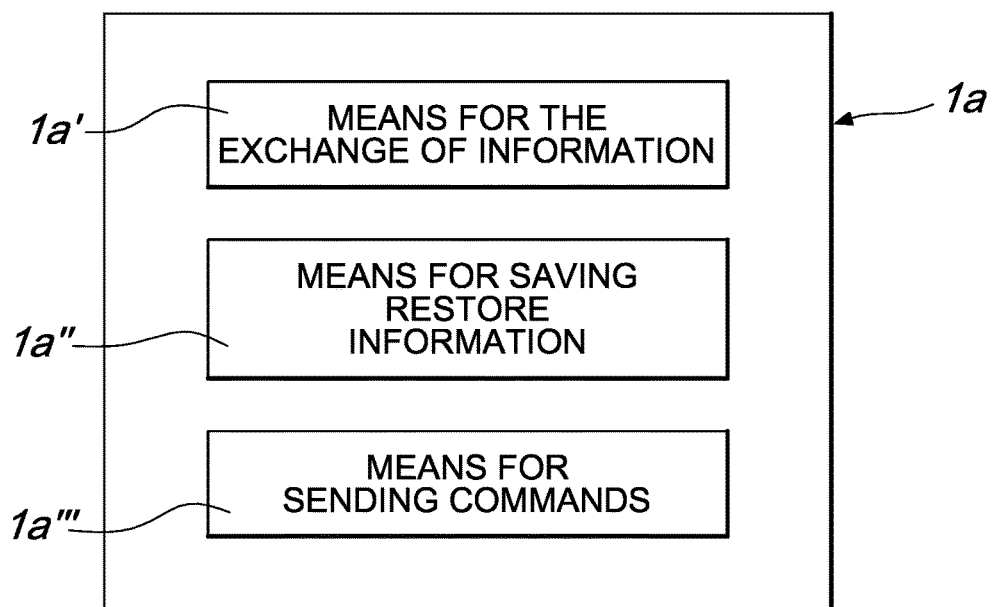 1a'
MEANS FOR THE
EXCHANGE OF INFORMATION
1a
MEANS FOR SAVING
RESTORE
INFORMATION
1a"
MEANS FOR
SENDING COMMANDS
1a'"